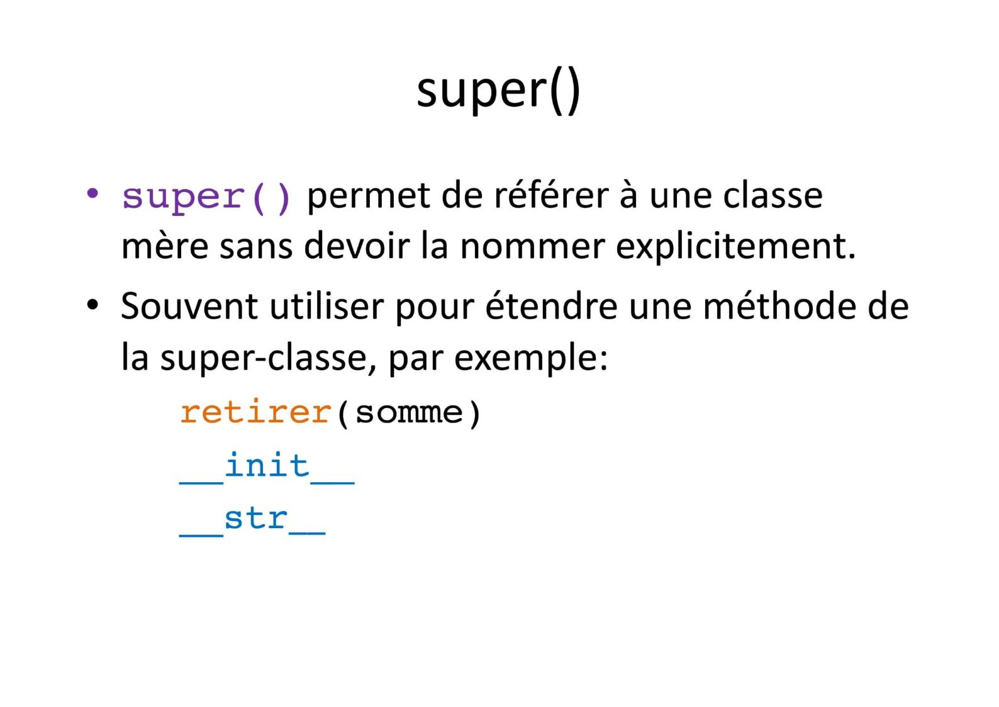 super()
• super() permet de référer à une classe
mère sans devoir la nommer explicitement.
• Souvent utiliser pour étendre une méthode de
la super-classe, par exemple:
retirer(somme)
__init__
__str__